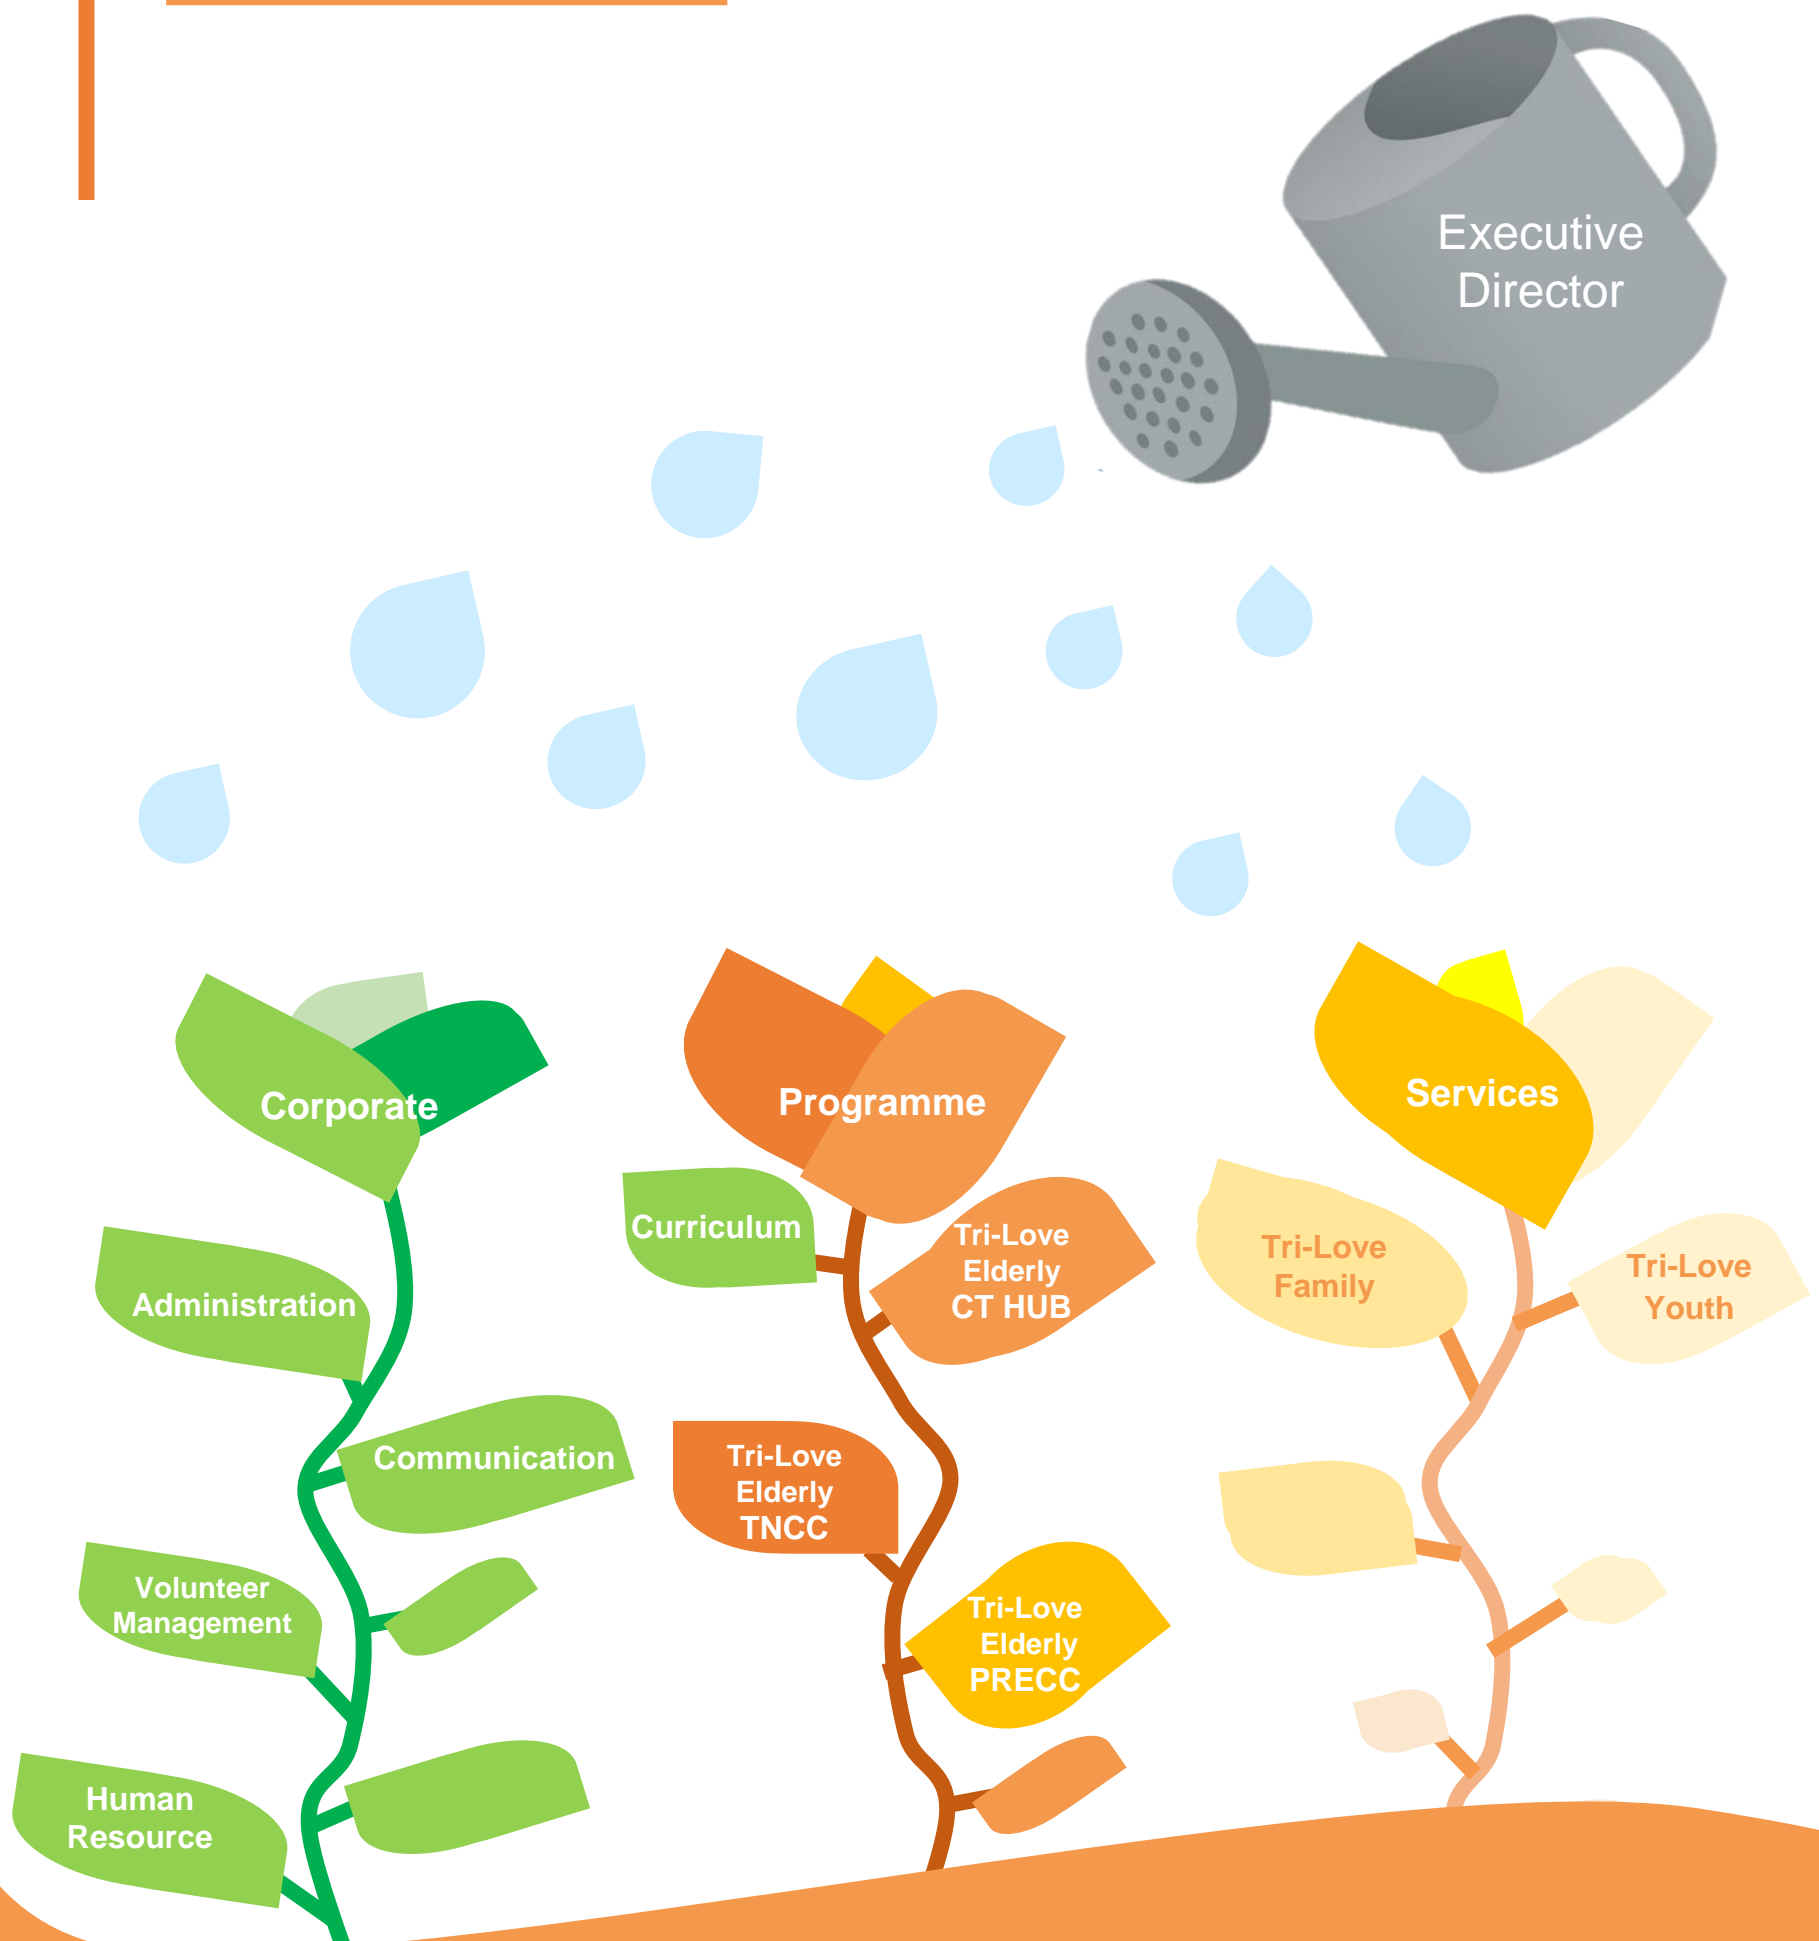 Executive
Director
Corporate
Programme
Services
Curriculum
Tri-Love
Elderly
CT HUB
Tri-Love
Family
Tri-Love
Youth
Administration
Communication
Tri-Love
Elderly
TNCC
Volunteer
Management
Tri-Love
Elderly
PRECC
Human
Resource